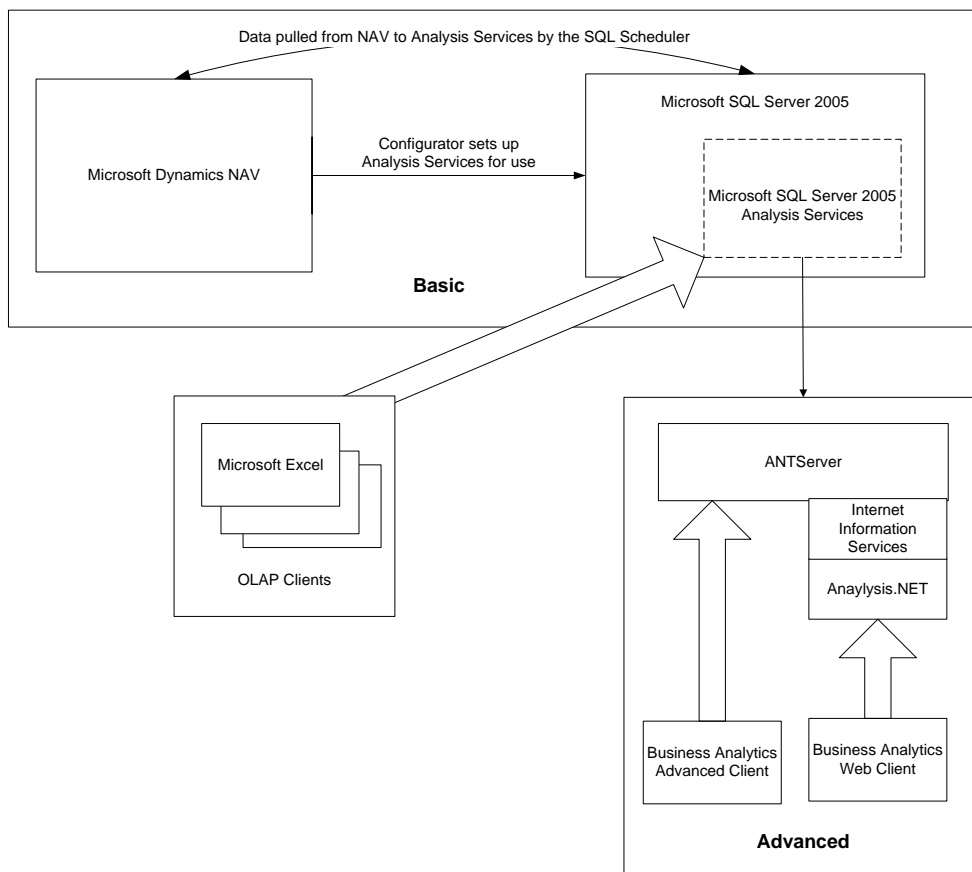 Data pulled from NAV to Analysis Services by the SQL Scheduler
Microsoft SQL Server 2005
Configurator sets up
Analysis Services for use
Microsoft Dynamics NAV
Microsoft SQL Server 2005
Analysis Services
Basic
Microsoft Excel
OLAP Clients
ANTServer
Internet
Information
Services
Anaylysis.NET
Business Analytics
Advanced Client
Business Analytics
Web Client
Advanced